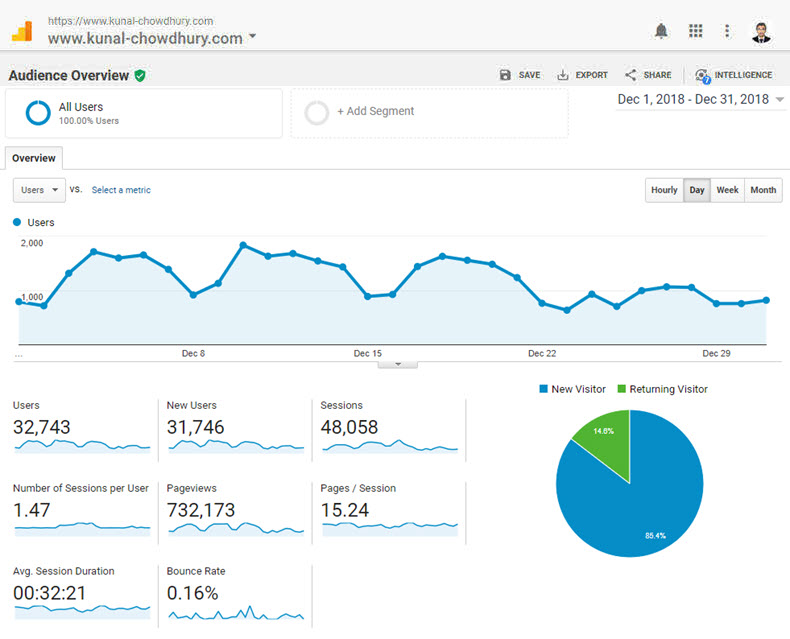 https://www.kunal-chowdhury.com
www.kunal-chowdhury.com
Audience Overview
SAVE
EXPORT
SHARE
7
INTELLIGENCE
All Users
100.00% Users
+ Add Segment
Dec 1, 2018 - Dec 31, 2018
Overview
Users
VS.
Select a metric
Hourly
Day
Week
Month
Users
2,000
1,000
...
Dec 8
Dec 15
Dec 22
Dec 29
New Visitor
Returning Visitor
Users
32,743
New Users
31,746
Sessions
48,058
14.6%
85.4%
Number of Sessions per User
1.47
Pageviews
732,173
Pages / Session
15.24
Avg. Session Duration
00:32:21
Bounce Rate
0.16%